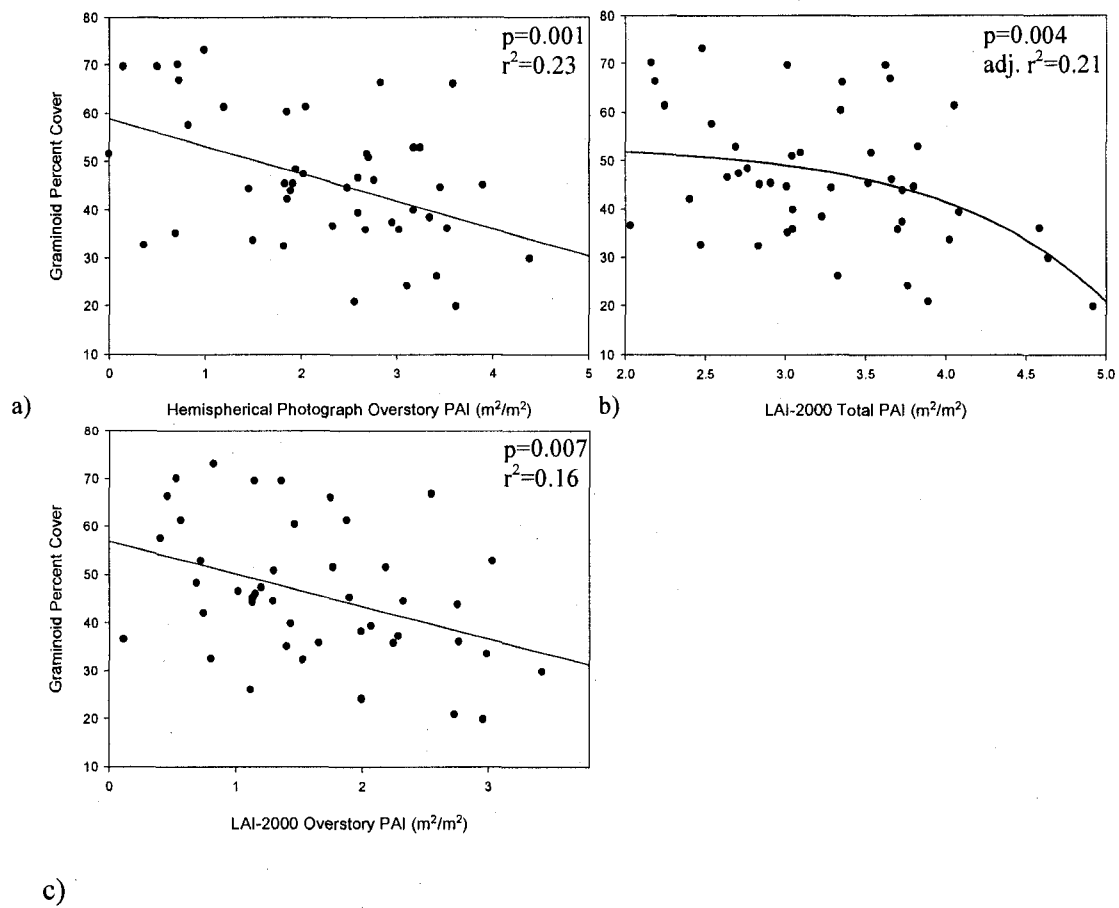 p=0.001
r²=0.23
80
70
60
50
40
30
20
10
Graminoid Percent Cover
0 1 2 3 4 5
a) Hemispherical Photograph Overstory PAI (m²/m²)
p=0.004
adj. r²=0.21
80
70
60
50
40
30
20
10
2.0 2.5 3.0 3.5 4.0 4.5 5.0
b) LAI-2000 Total PAI (m²/m²)
p=0.007
r²=0.16
80
70
60
50
40
30
20
10
Graminoid Percent Cover
0 1 2 3
LAI-2000 Overstory PAI (m²/m²)
c)